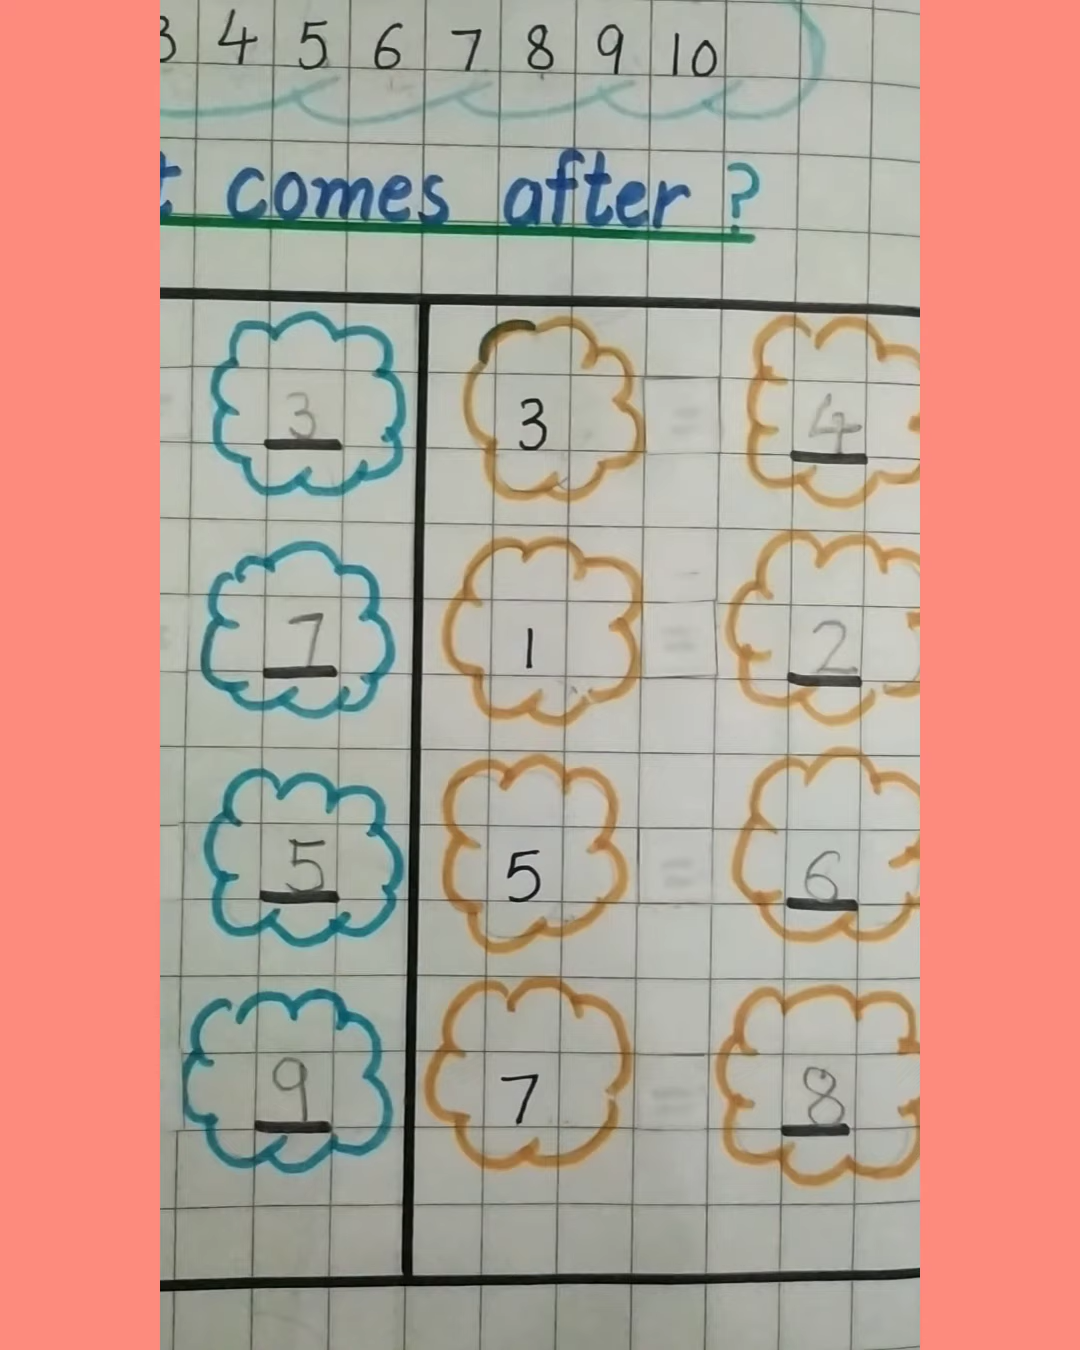 3 4 5 6 7 8 9 10
comes after ?
3 3 = 4
7 1 = 2
5 5 = 6
9 7 = 8